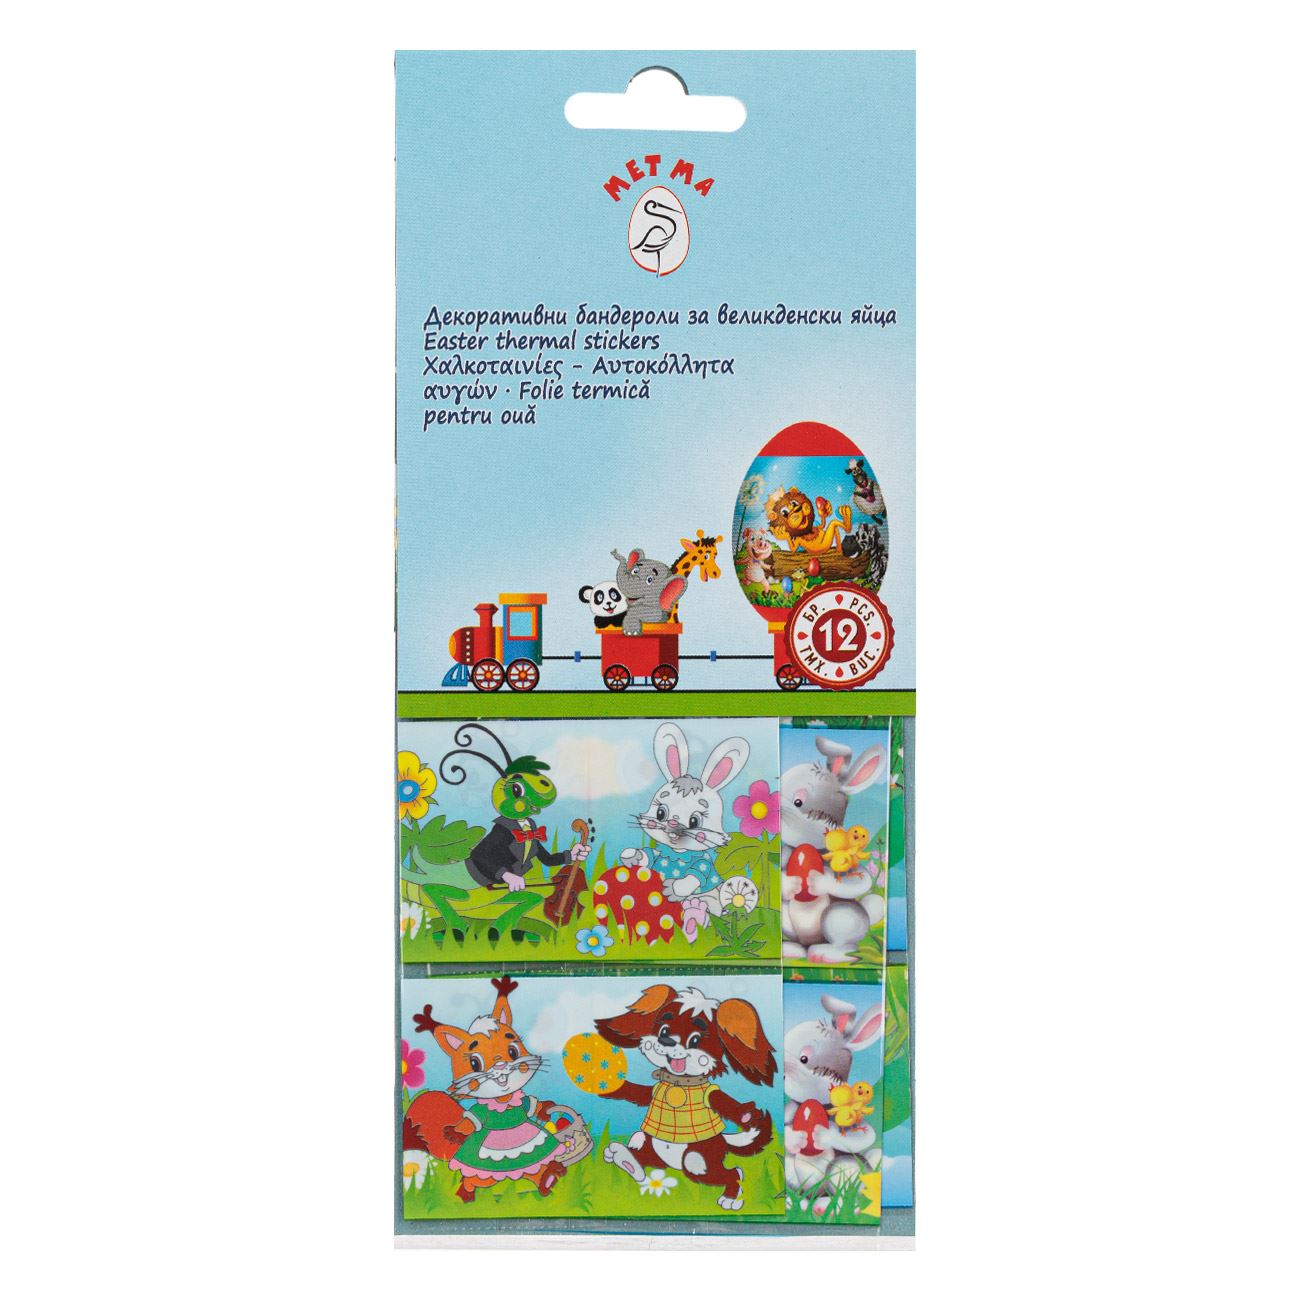 МЕТ МА
Декоративни бандероли за великденски яйца
Easter thermal stickers
Χαλκοταινίες - Αυτοκόλλητα
αυγών · Folie termică
pentru ouă
БР. PCS.
12
ΤΜΧ. BUC.